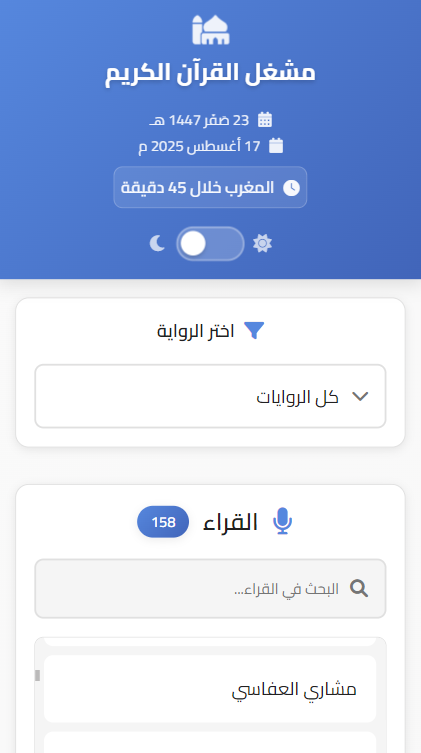 مشغل القرآن الكريم
23 صفر 1447 هـ
17 أغسطس 2025 م
المغرب خلال 45 دقيقة
اختر الرواية
كل الروايات
القراء 158
البحث في القراء...
مشاري العفاسي